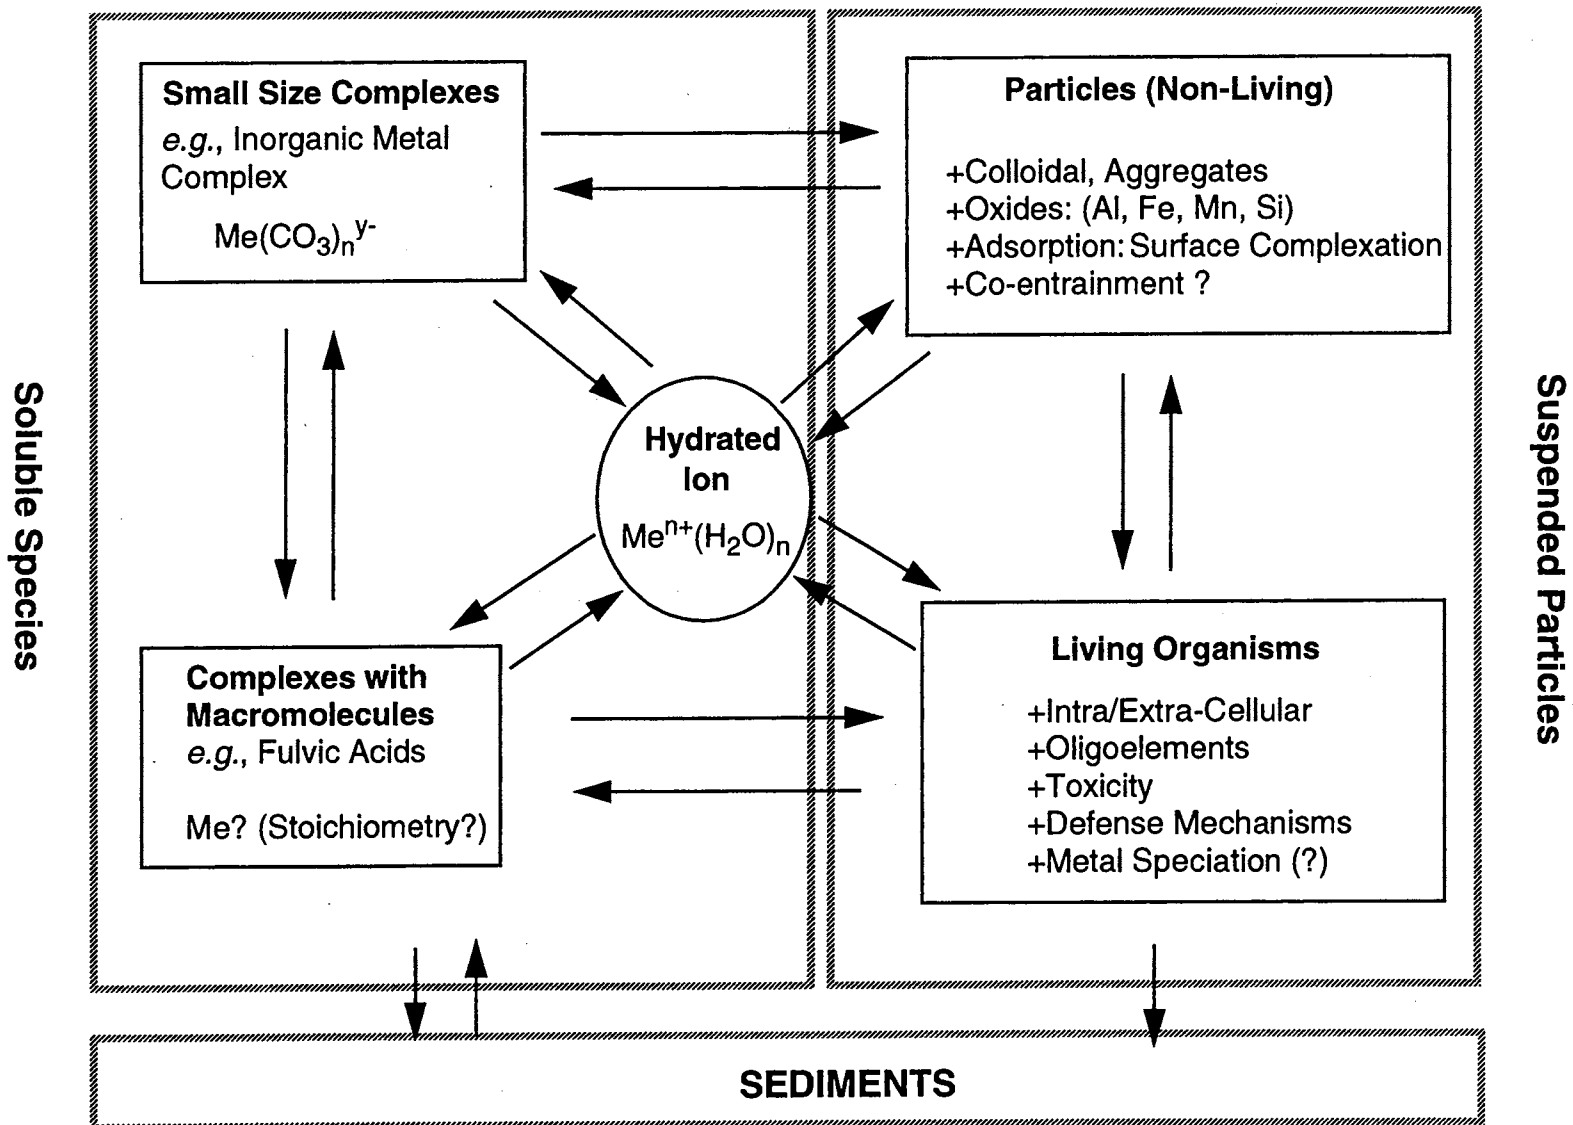 Soluble Species
Small Size Complexes
e.g., Inorganic Metal
Complex
Me(CO3)n^y-
Particles (Non-Living)
+Colloidal, Aggregates
+Oxides: (Al, Fe, Mn, Si)
+Adsorption: Surface Complexation
+Co-entrainment ?
Hydrated
Ion
Me^n+(H2O)n
Complexes with
Macromolecules
e.g., Fulvic Acids
Me? (Stoichiometry?)
Living Organisms
+Intra/Extra-Cellular
+Oligoelements
+Toxicity
+Defense Mechanisms
+Metal Speciation (?)
Suspended Particles
SEDIMENTS